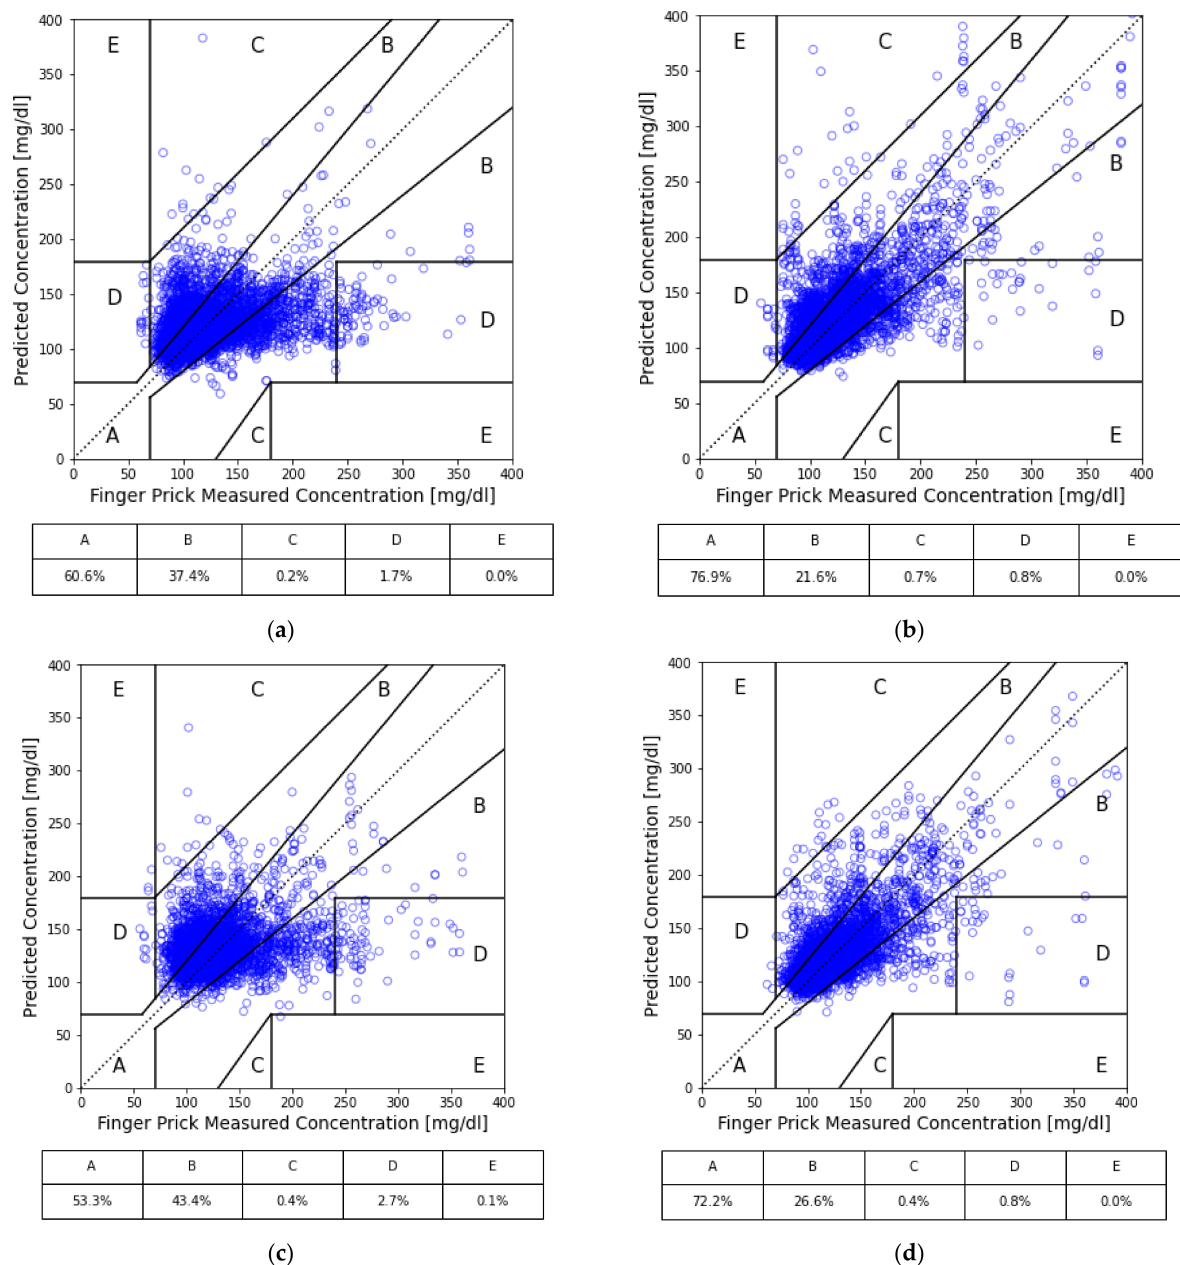 400
350
300
250
200
150
100
50
0
Predicted Concentration [mg/dl]
E
C
B
B
D
D
A
C
E
0 50 100 150 200 250 300 350 400
Finger Prick Measured Concentration [mg/dl]
A B C D E
60.6% 37.4% 0.2% 1.7% 0.0%
(a)
400
350
300
250
200
150
100
50
0
Predicted Concentration [mg/dl]
E
C
B
B
D
D
A
C
E
0 50 100 150 200 250 300 350 400
Finger Prick Measured Concentration [mg/dl]
A B C D E
76.9% 21.6% 0.7% 0.8% 0.0%
(b)
400
350
300
250
200
150
100
50
0
Predicted Concentration [mg/dl]
E
C
B
B
D
D
A
C
E
0 50 100 150 200 250 300 350 400
Finger Prick Measured Concentration [mg/dl]
A B C D E
53.3% 43.4% 0.4% 2.7% 0.1%
(c)
400
350
300
250
200
150
100
50
0
Predicted Concentration [mg/dl]
E
C
B
B
D
D
A
C
E
0 50 100 150 200 250 300 350 400
Finger Prick Measured Concentration [mg/dl]
A B C D E
72.2% 26.6% 0.4% 0.8% 0.0%
(d)